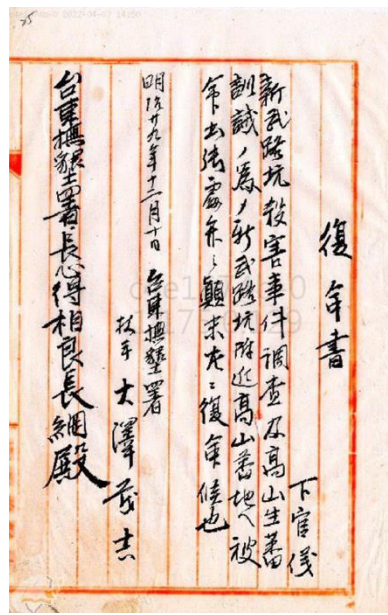 復命書
下官儀
新武路坑殺害事件調查及高山生蕃
訓誡ノ為メ新武路坑附近高山蕃地ヘ被
命出張處分之顛末左ニ復命候也
明治廿九年十二月十日 台東撫墾署
技手 大澤茂吉
台東撫墾署長心得相良長綱殿